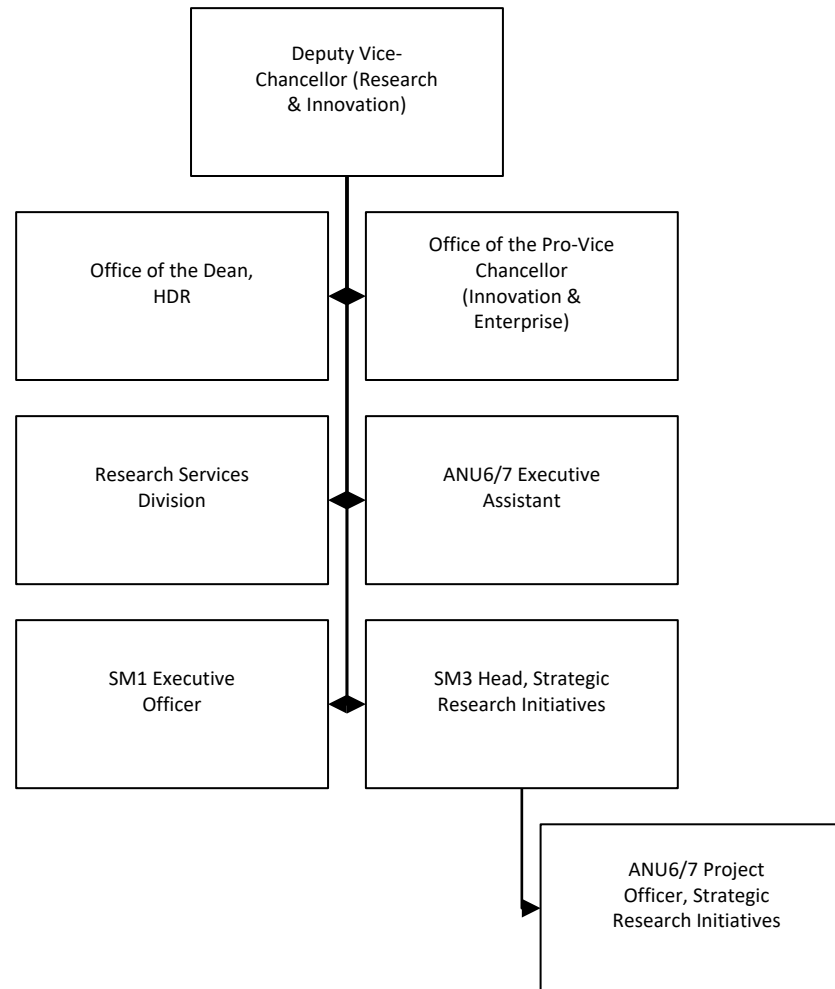 Deputy Vice-
Chancellor (Research
& Innovation)
Office of the Dean,
HDR
Office of the Pro-Vice
Chancellor
(Innovation &
Enterprise)
Research Services
Division
ANU6/7 Executive
Assistant
SM1 Executive
Officer
SM3 Head, Strategic
Research Initiatives
ANU6/7 Project
Officer, Strategic
Research Initiatives